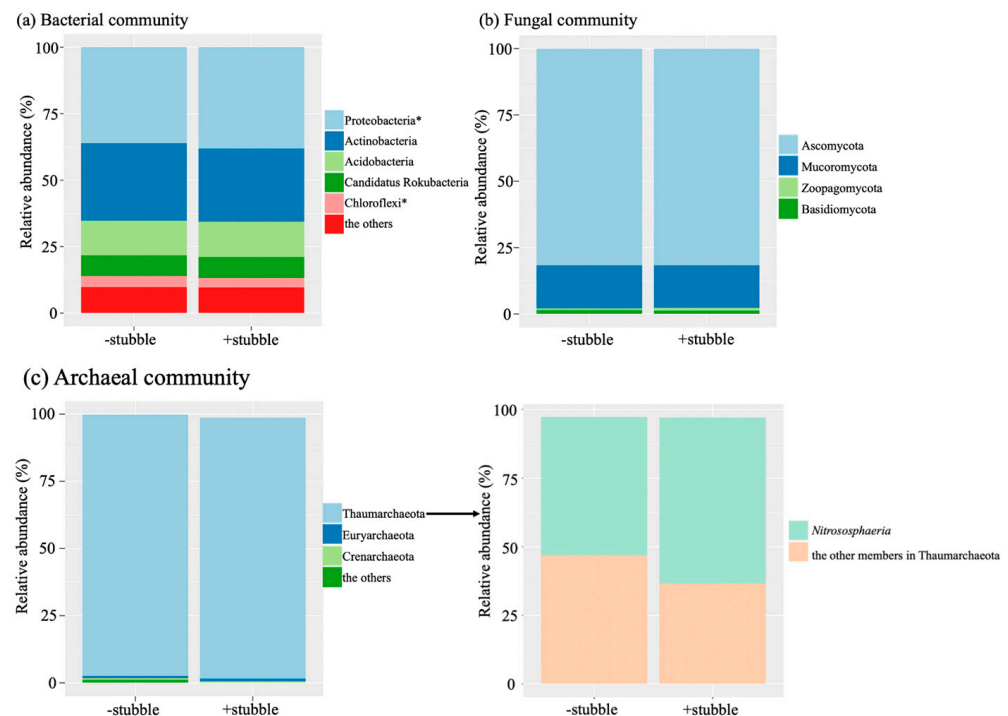 (a) Bacterial community
Relative abundance (%)
100
75
50
25
0
-stubble
+stubble
Proteobacteria*
Actinobacteria
Acidobacteria
Candidatus Rokubacteria
Chloroflexi*
the others
(b) Fungal community
Relative abundance (%)
100
75
50
25
0
-stubble
+stubble
Ascomycota
Mucoromycota
Zoopagomycota
Basidiomycota
(c) Archaeal community
Relative abundance (%)
100
75
50
25
0
-stubble
+stubble
Thaumarchaeota
Euryarchaeota
Crenarchaeota
the others
Relative abundance (%)
100
75
50
25
0
-stubble
+stubble
Nitrososphaeria
the other members in Thaumarchaeota